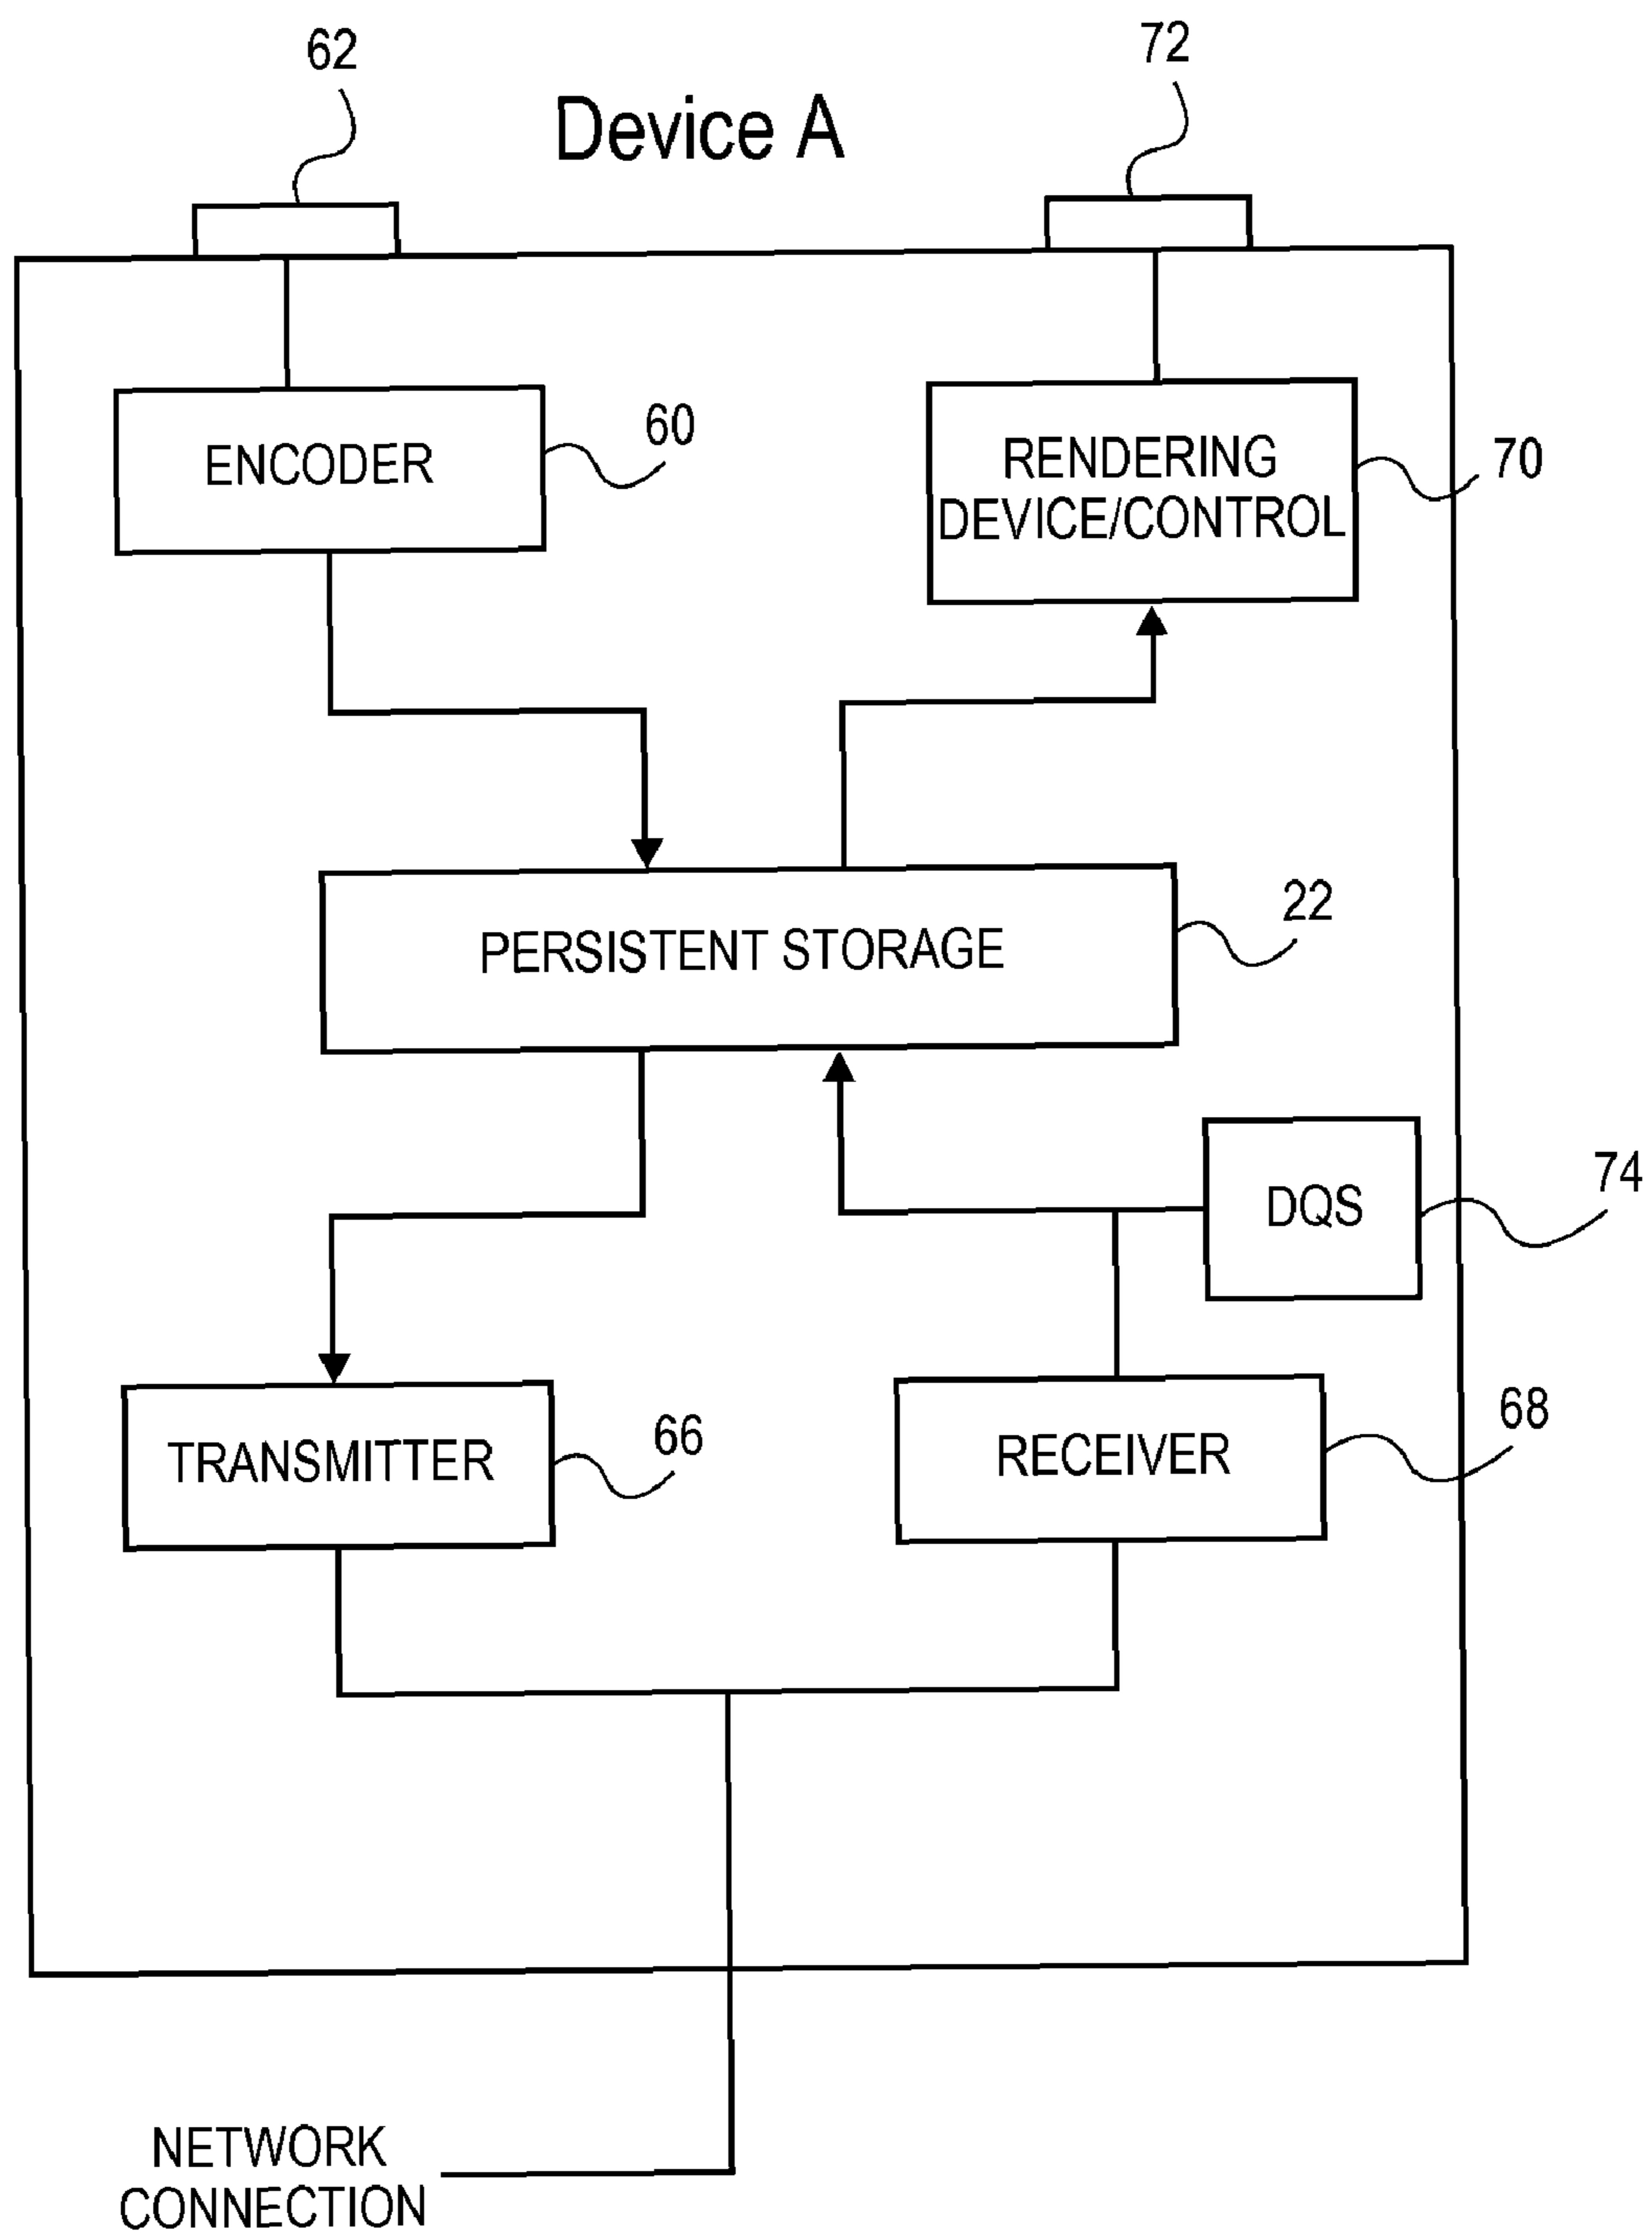 62
72
Device A
ENCODER
60
RENDERING
DEVICE/CONTROL
70
PERSISTENT STORAGE
22
DQS
74
TRANSMITTER
66
RECEIVER
68
NETWORK
CONNECTION